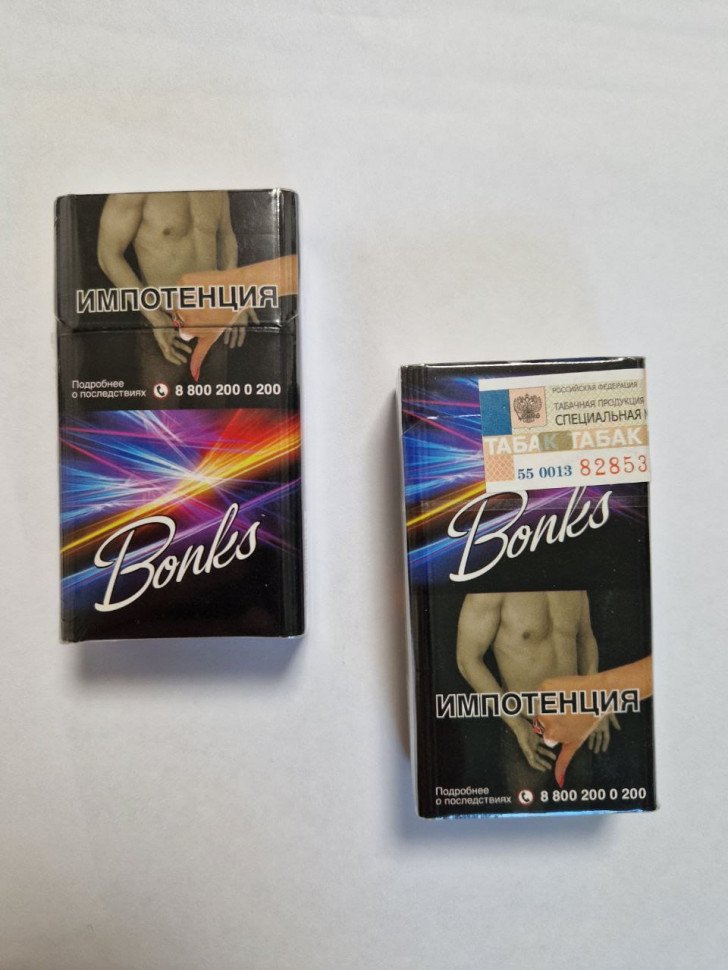 ИМПОТЕНЦИЯ
Подробнее
о последствиях 8 800 200 0 200
Bonks
РОССИЙСКАЯ ФЕДЕРАЦИЯ
ТАБАЧНАЯ ПРОДУКЦИЯ
СПЕЦИАЛЬНАЯ
ТАБАК ТАБАК
55 0013 82853
Bonks
ИМПОТЕНЦИЯ
Подробнее
о последствиях 8 800 200 0 200